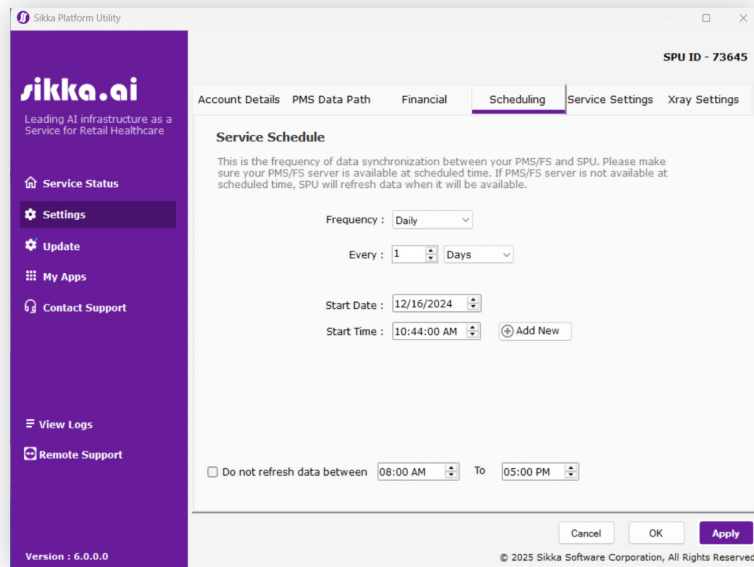 Sikka Platform Utility
SPU ID - 73645
sikka.ai
Leading AI infrastructure as a
Service for Retail Healthcare
Service Status
Settings
Update
My Apps
Contact Support
View Logs
Remote Support
Version : 6.0.0.0
Account Details PMS Data Path Financial Scheduling Service Settings Xray Settings
Service Schedule
This is the frequency of data synchronization between your PMS/FS and SPU. Please make
sure your PMS/FS server is available at scheduled time. If PMS/FS server is not available at
scheduled time, SPU will refresh data when it will be available.
Frequency : Daily
Every : 1 Days
Start Date : 12/16/2024
Start Time : 10:44:00 AM Add New
Do not refresh data between 08:00 AM To 05:00 PM
Cancel OK Apply
© 2025 Sikka Software Corporation, All Rights Reserved